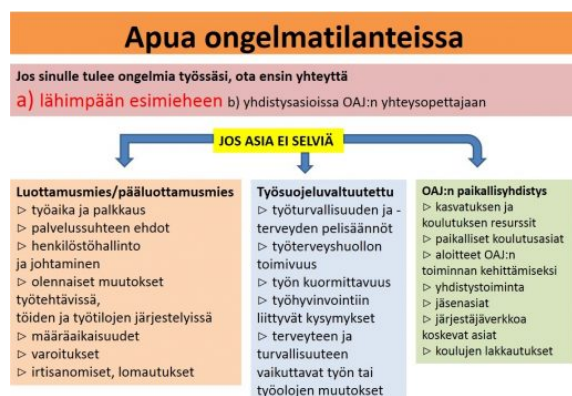 Apua ongelmatilanteissa
Jos sinulle tulee ongelmia työssäsi, ota ensin yhteyttä
a) lähimpään esimieheen b) yhdistysasioissa OAJ:n yhteysopettajaan
JOS ASIA EI SELVIÄ
Luottamusmies/pääluottamusmies
▷ työaika ja palkkaus
▷ palvelussuhteen ehdot
▷ henkilöstöhallinto
ja johtaminen
▷ olennaiset muutokset
työtehtävissä,
töiden ja työtilojen järjestelyissä
▷ määräaikaisuudet
▷ varoitukset
▷ irtisanomiset, lomautukset
Työsuojeluvaltuutettu
▷ työturvallisuuden ja -
terveyden pelisäännöt
▷ työterveyshuollon
toimivuus
▷ työn kuormittavuus
▷ työhyvinvointiin
liittyvät kysymykset
▷ terveyteen ja
turvallisuuteen
vaikuttavat työn tai
työolojen muutokset
OAJ:n paikallisyhdistys
▷ kasvatuksen ja
koulutuksen resurssit
▷ paikalliset koulutusasiat
▷ aloitteet OAJ:n
toiminnan kehittämiseksi
▷ yhdistystoiminta
▷ jäsenasiat
▷ järjestäjäverkkoa
koskevat asiat
▷ koulujen lakkautukset